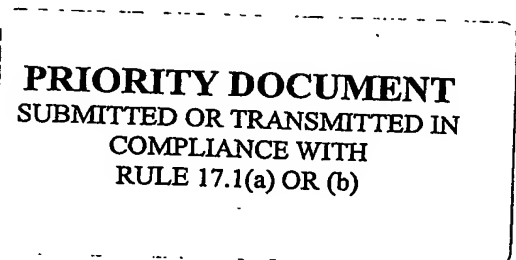 PRIORITY DOCUMENT
SUBMITTED OR TRANSMITTED IN
COMPLIANCE WITH
RULE 17.1(a) OR (b)